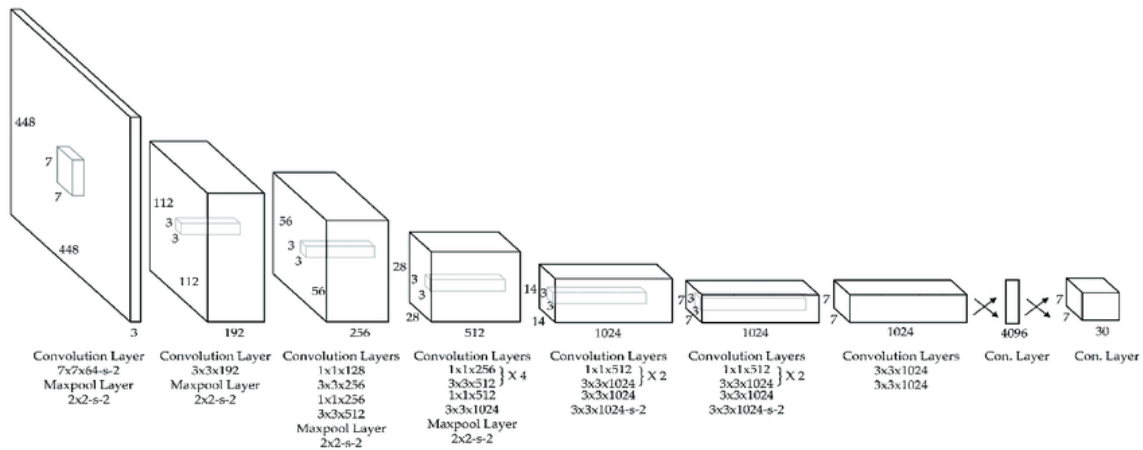 448
7
7
448
3
112
3
3
112
192
56
3
3
56
256
28
3
3
28
512
14
3
3
14
1024
7
3
3
7
1024
7
7
1024
4096
7
7
30
Convolution Layer
7x7x64-s-2
Maxpool Layer
2x2-s-2
Convolution Layer
3x3x192
Maxpool Layer
2x2-s-2
Convolution Layers
1x1x128
3x3x256
1x1x256
3x3x512
Maxpool Layer
2x2-s-2
Convolution Layers
1x1x256
3x3x512 } X 4
1x1x512
3x3x1024
Maxpool Layer
2x2-s-2
Convolution Layers
1x1x512
3x3x1024 } X 2
3x3x1024
3x3x1024-s-2
Convolution Layers
1x1x512
3x3x1024 } X 2
3x3x1024
3x3x1024-s-2
Convolution Layers
3x3x1024
3x3x1024
Con. Layer
Con. Layer